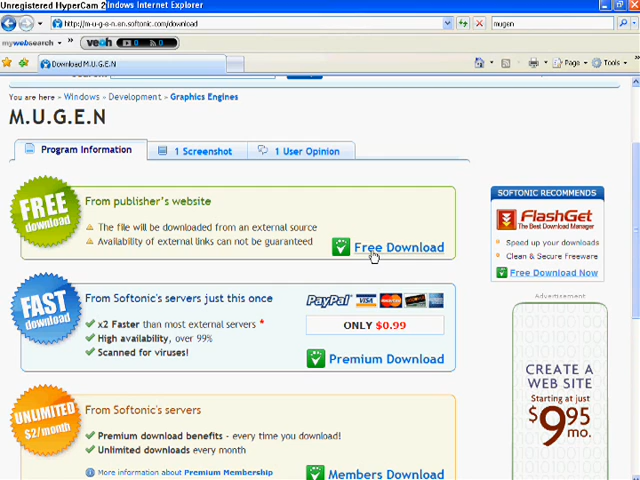 Unregistered HyperCam 2
indows Internet Explorer
http://m-u-g-e-n.en.softonic.com/download
mugen
mywebsearch
veoh
0
0
Download M.U.G.E.N
Page
Tools
You are here » Windows » Development » Graphics Engines
M.U.G.E.N
Program Information
1 Screenshot
1 User Opinion
FREE
download
From publisher's website
The file will be downloaded from an external source
Availability of external links can not be guaranteed
Free Download
SOFTONIC RECOMMENDS
FlashGet
The Best Download Manager
Speed up your downloads
Clean & Secure Freeware
Free Download Now
FAST
download
From Softonic's servers just this once
x2 Faster than most external servers *
High availability, over 99%
Scanned for viruses!
PayPal
VISA
ONLY $0.99
Premium Download
Advertisement
CREATE A
WEB SITE
Starting at just
$9.95
mo.
UNLIMITED
$2/month
From Softonic's servers
Premium download benefits - every time you download!
Unlimited downloads every month
More information about Premium Membership
Members Download